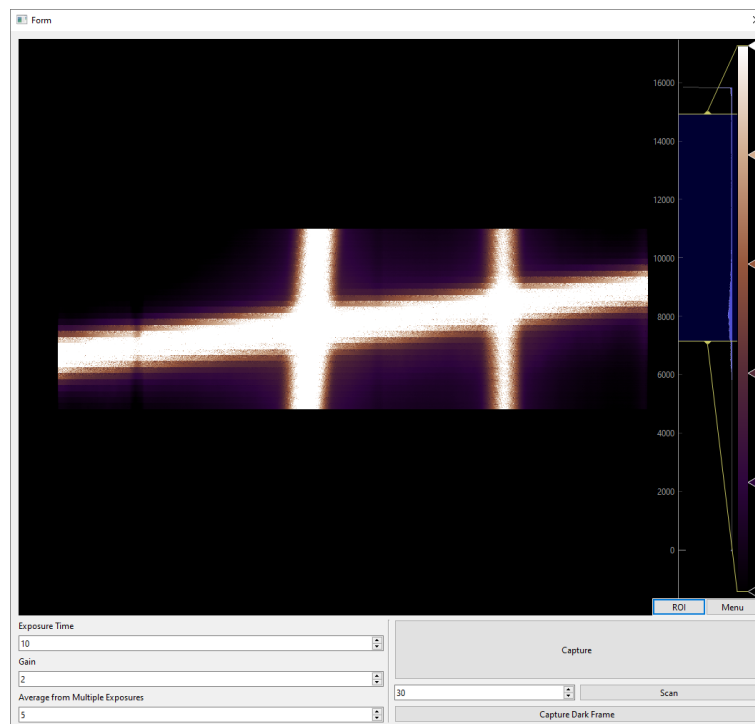 Form
16000
14000
12000
10000
8000
6000
4000
2000
0
ROI
Menu
Exposure Time
10
Gain
2
Average from Multiple Exposures
5
Capture
30
Scan
Capture Dark Frame